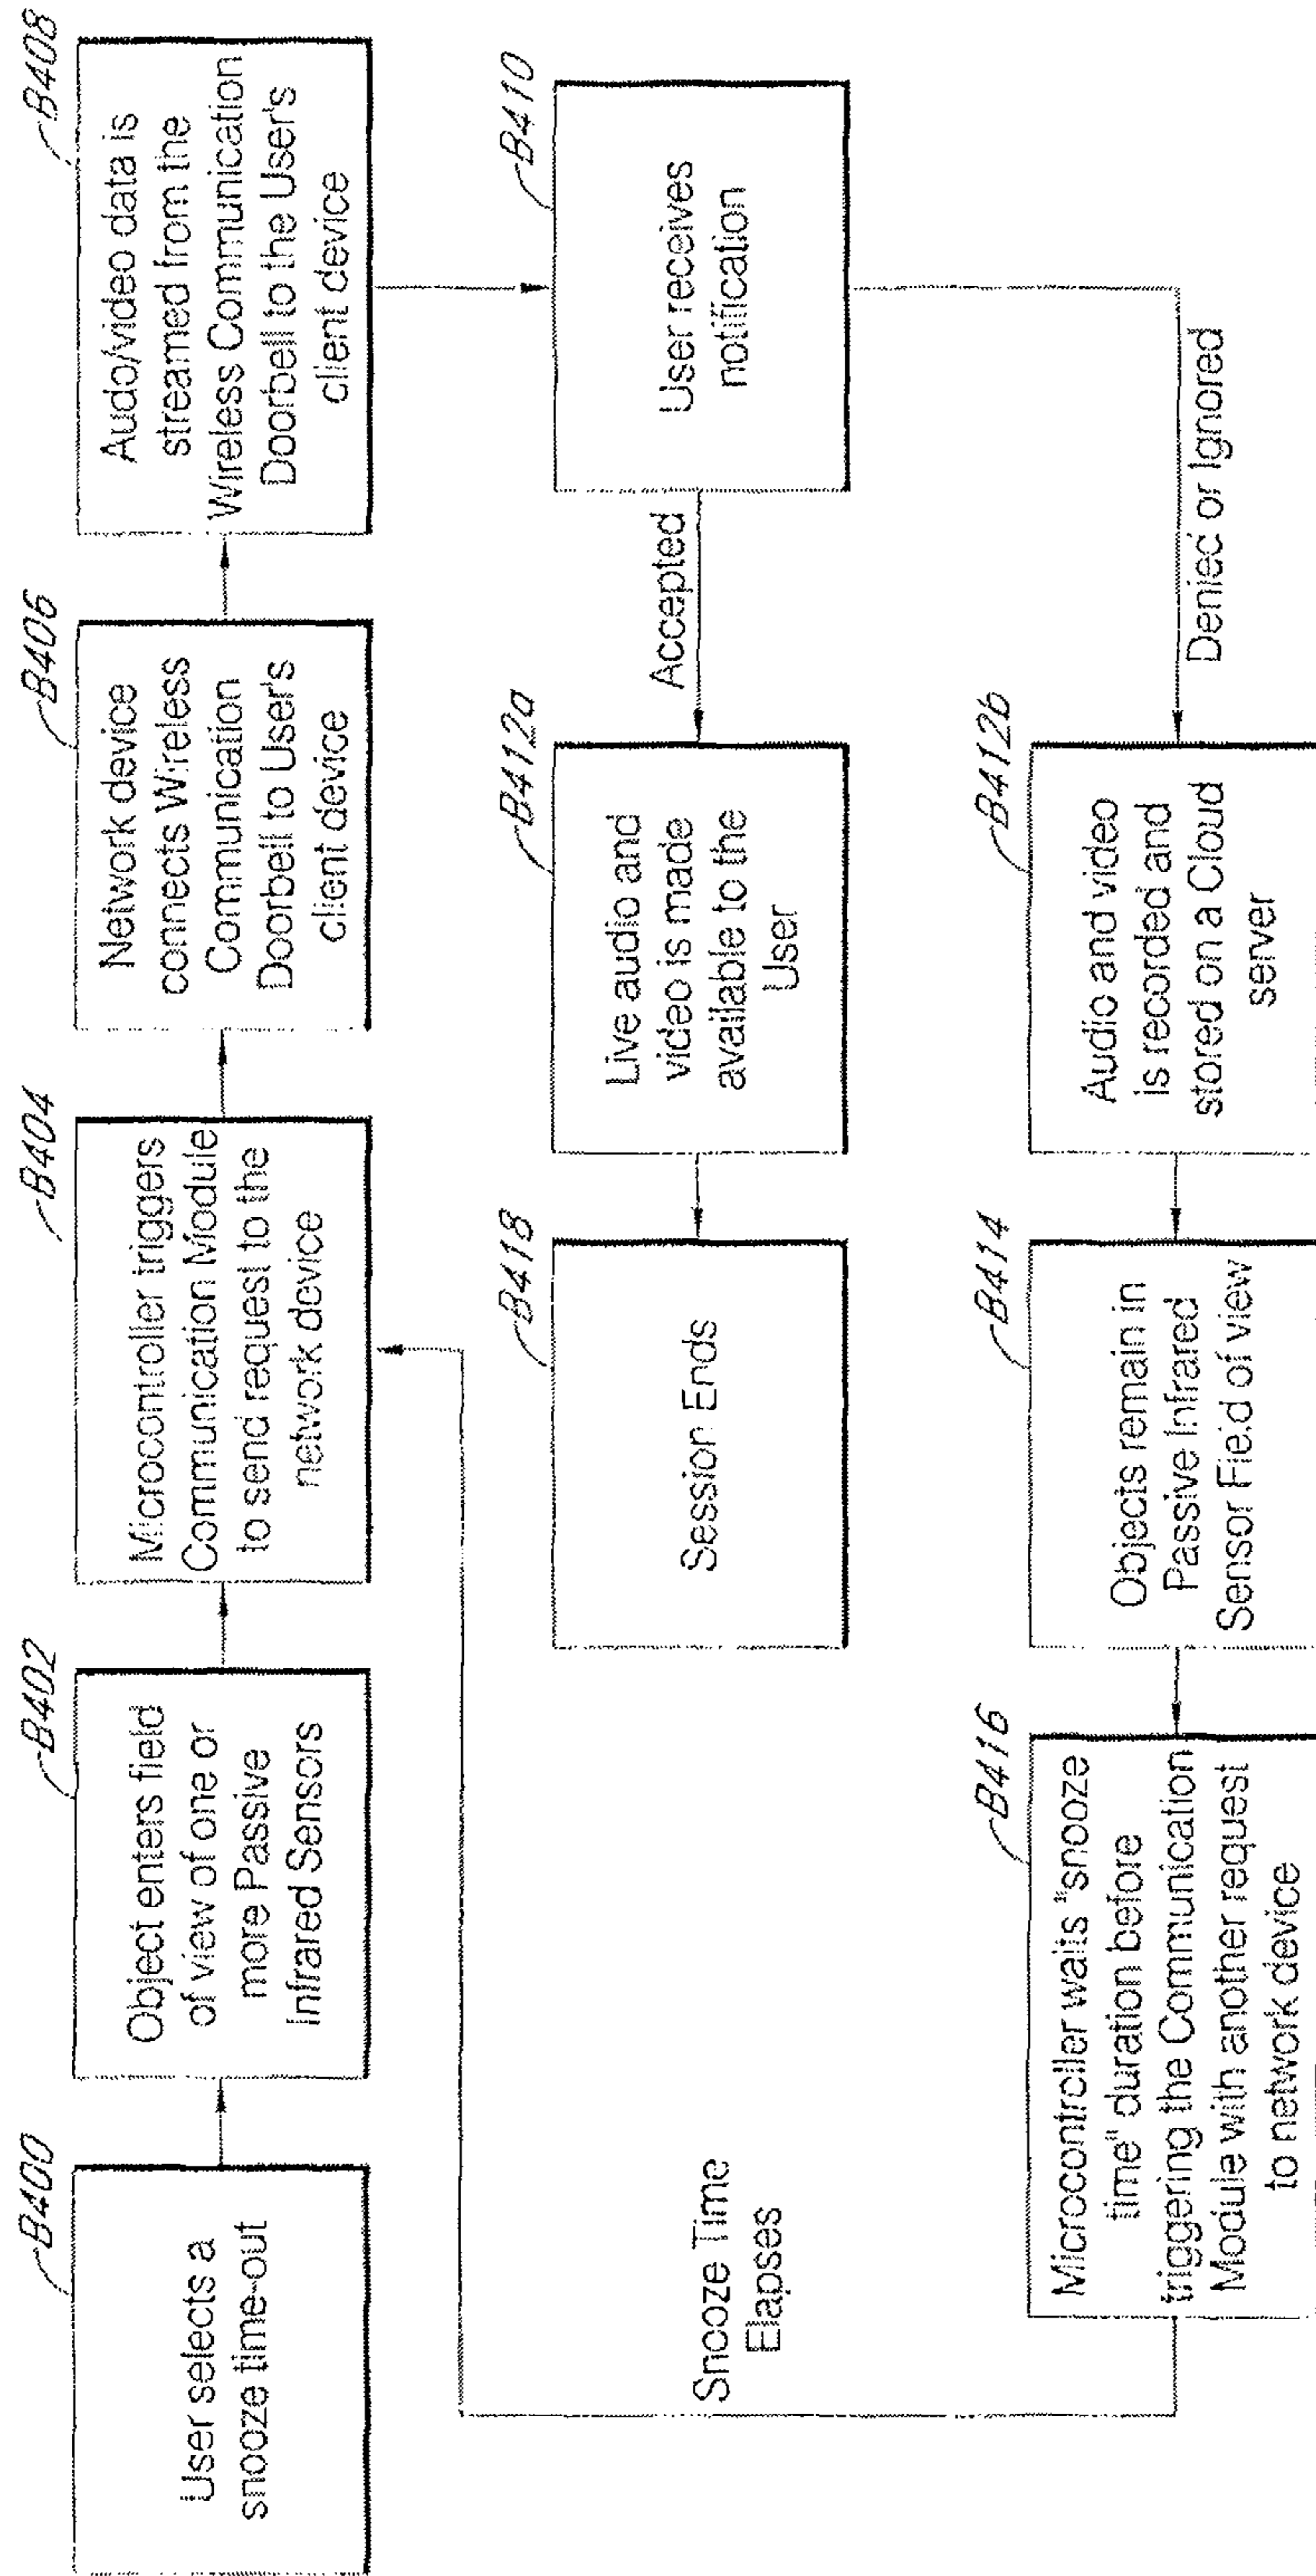 B400
User selects a
snooze time-out
B402
Object enters field
of view of one or
more Passive
Infrared Sensors
B404
Microcontroller triggers
Communication Module
to send request to the
network device
B406
Network device
connects Wireless
Communication
Doorbell to User's
client device
B408
Audo/video data is
streamed from the
Wireless Communication
Doorbell to the User's
client device
B410
User receives
notification
Accepted
B412a
Live audio and
video is made
available to the
User
B418
Session Ends
Denied or Ignored
B412b
Audio and video
is recorded and
stored on a Cloud
server
B414
Objects remain in
Passive Infrared
Sensor Field of view
B416
Microcontroller waits "snooze
time" duration before
triggering the Communication
Module with another request
to network device
Snooze Time
Elapses